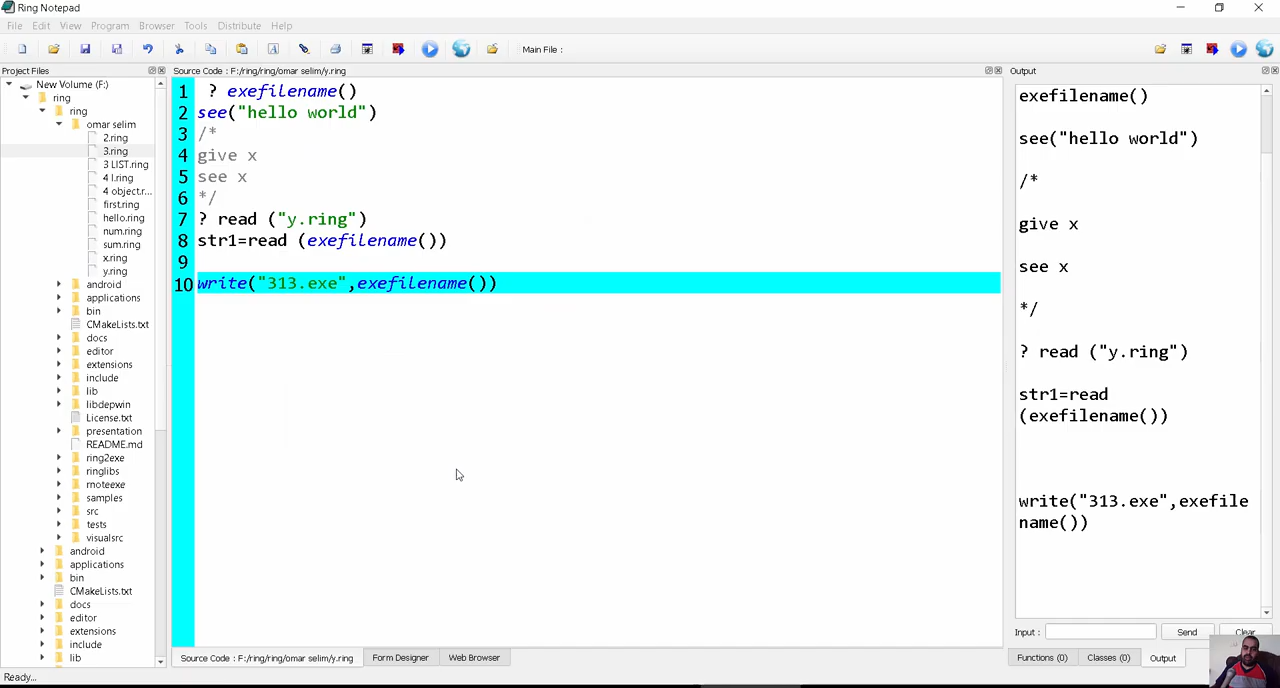 Ring Notepad
File Edit View Program Browser Tools Distribute Help
Main File :
Project Files
New Volume (F:)
ring
ring
omar selim
2.ring
3.ring
3 LIST.ring
4 l.ring
4 object.r...
first.ring
hello.ring
num.ring
sum.ring
x.ring
y.ring
android
applications
bin
CMakeLists.txt
docs
editor
extensions
include
lib
libdepwin
License.txt
presentation
README.md
ring2exe
ringlibs
rnoteexe
samples
src
tests
visualsrc
android
applications
bin
CMakeLists.txt
docs
editor
extensions
include
lib
Source Code : F:/ring/ring/omar selim/y.ring
1 ? exefilename()
2 see("hello world")
3 /*
4 give x
5 see x
6 */
7 ? read ("y.ring")
8 str1=read (exefilename())
9
10 write("313.exe",exefilename())
Source Code : F:/ring/ring/omar selim/y.ring Form Designer Web Browser
Output
exefilename()
see("hello world")
/*
give x
see x
*/
? read ("y.ring")
str1=read
(exefilename())
write("313.exe",exefile
name())
Input : Send Clear
Functions (0) Classes (0) Output
Ready...